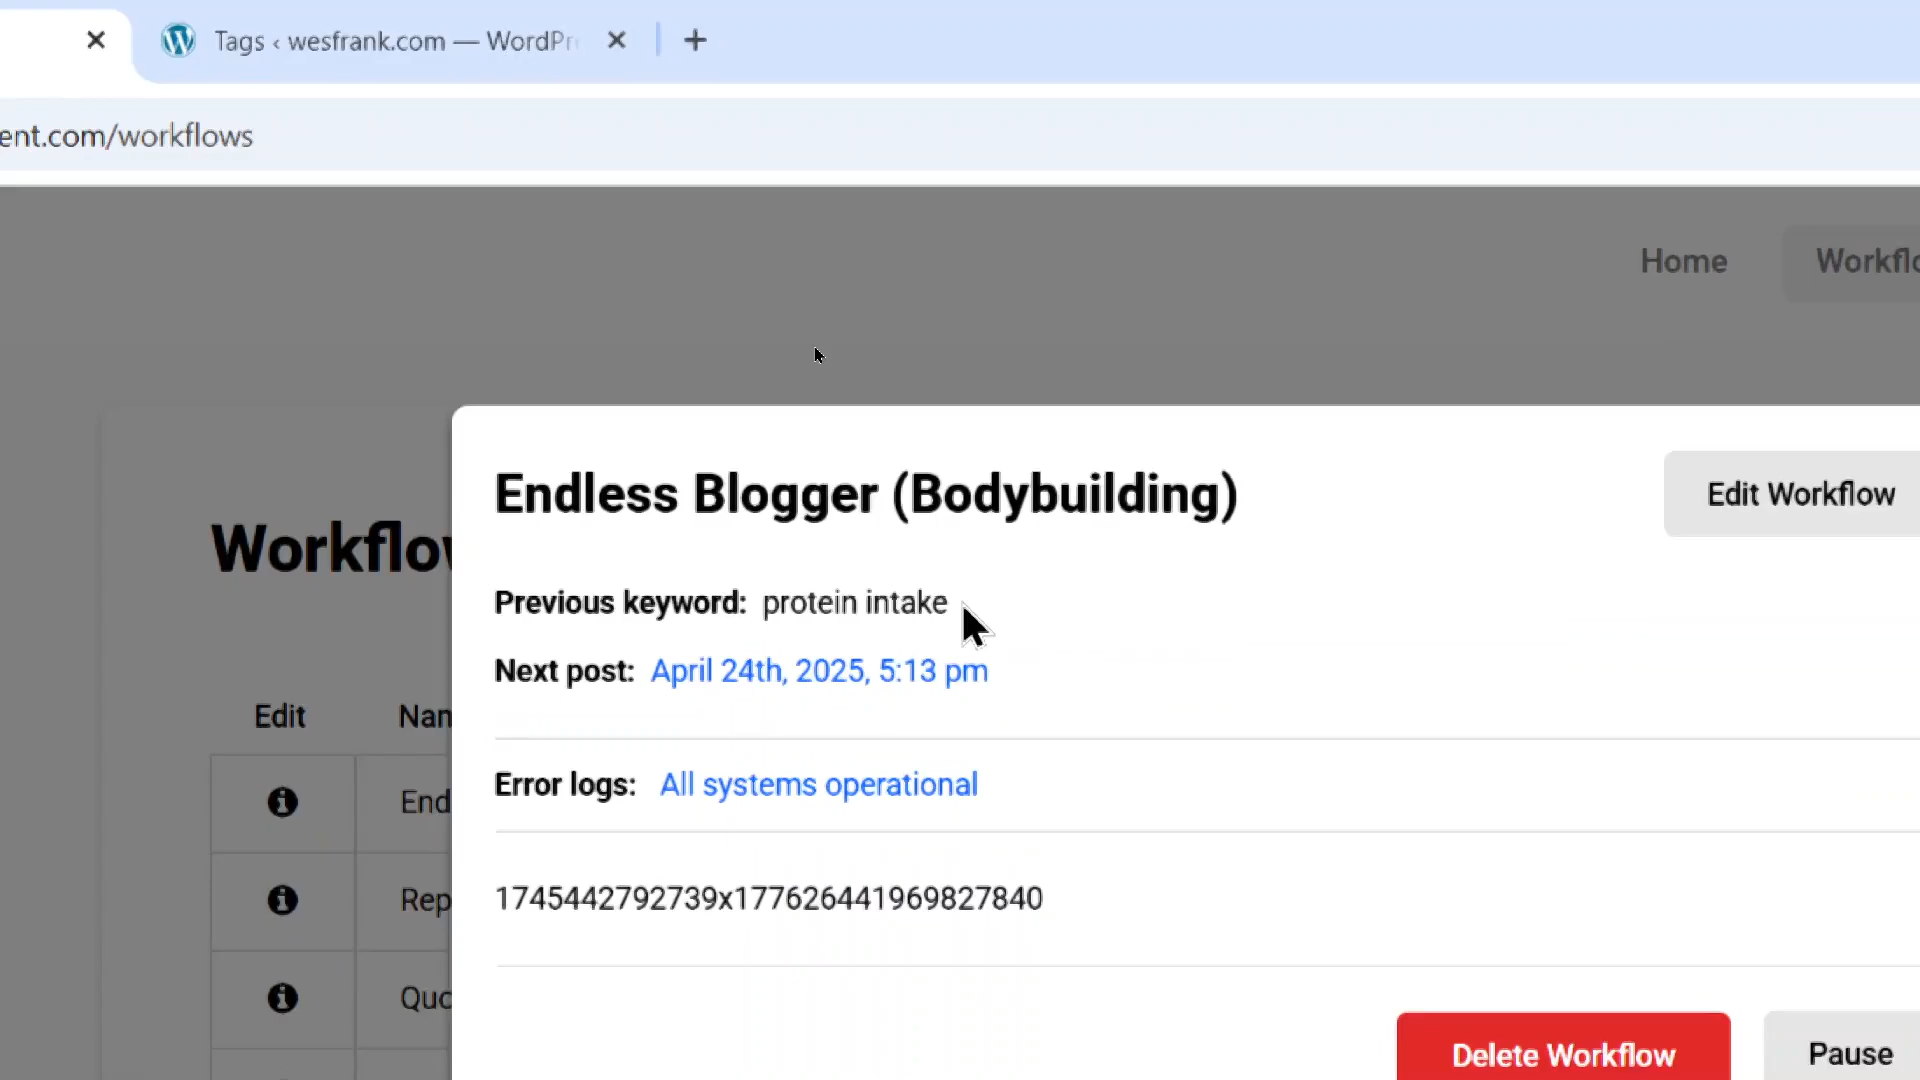 Tags ‹ wesfrank.com — WordPr
ent.com/workflows
Home
Workflo
Endless Blogger (Bodybuilding)
Edit Workflow
Workflow
Previous keyword: protein intake
Next post: April 24th, 2025, 5:13 pm
Edit
Nam
Error logs: All systems operational
End
1745442792739x177626441969827840
Rep
Quo
Delete Workflow
Pause